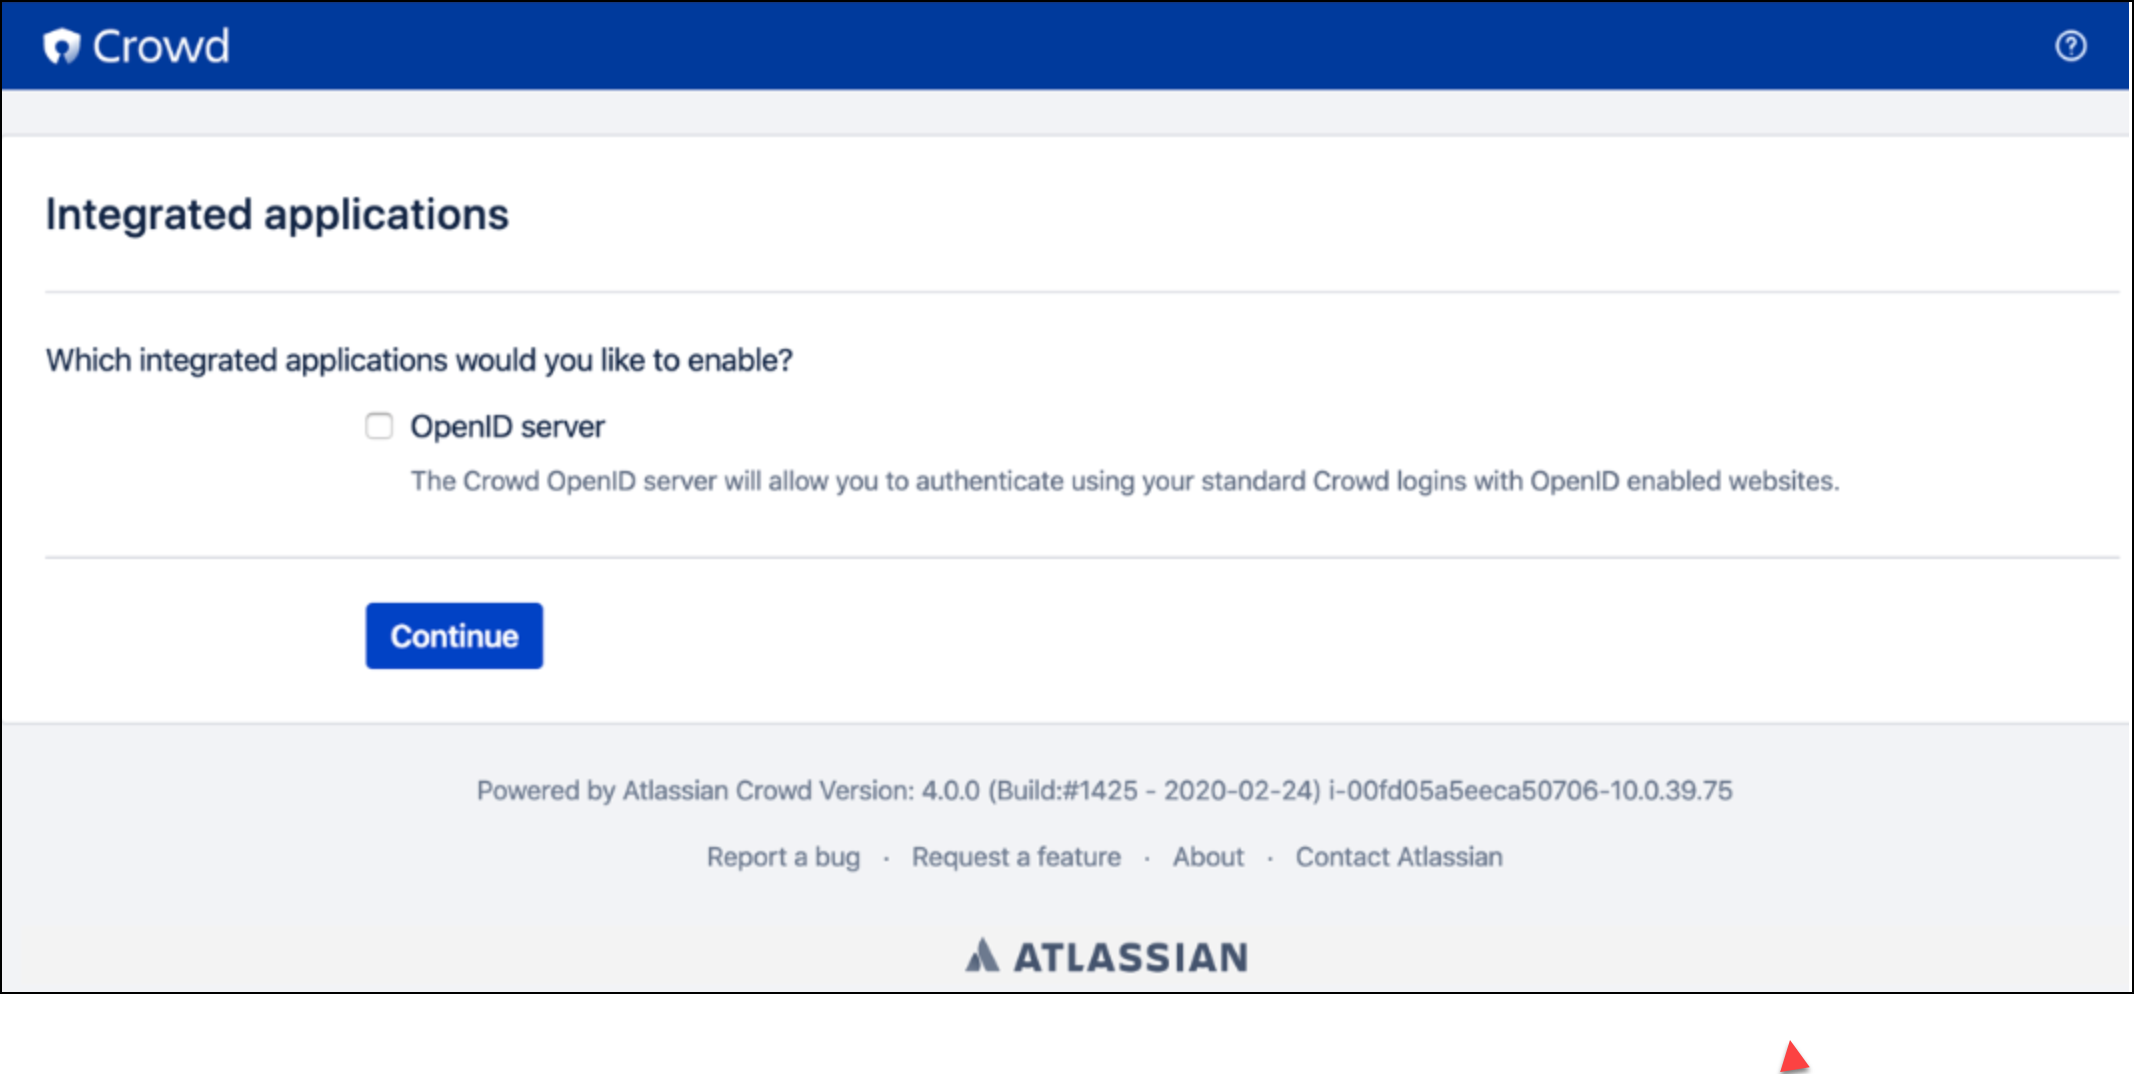 Crowd
Integrated applications
Which integrated applications would you like to enable?
OpenID server
The Crowd OpenID server will allow you to authenticate using your standard Crowd logins with OpenID enabled websites.
Continue
Powered by Atlassian Crowd Version: 4.0.0 (Build:#1425 - 2020-02-24) i-00fd05a5eeca50706-10.0.39.75
Report a bug · Request a feature · About · Contact Atlassian
ATLASSIAN